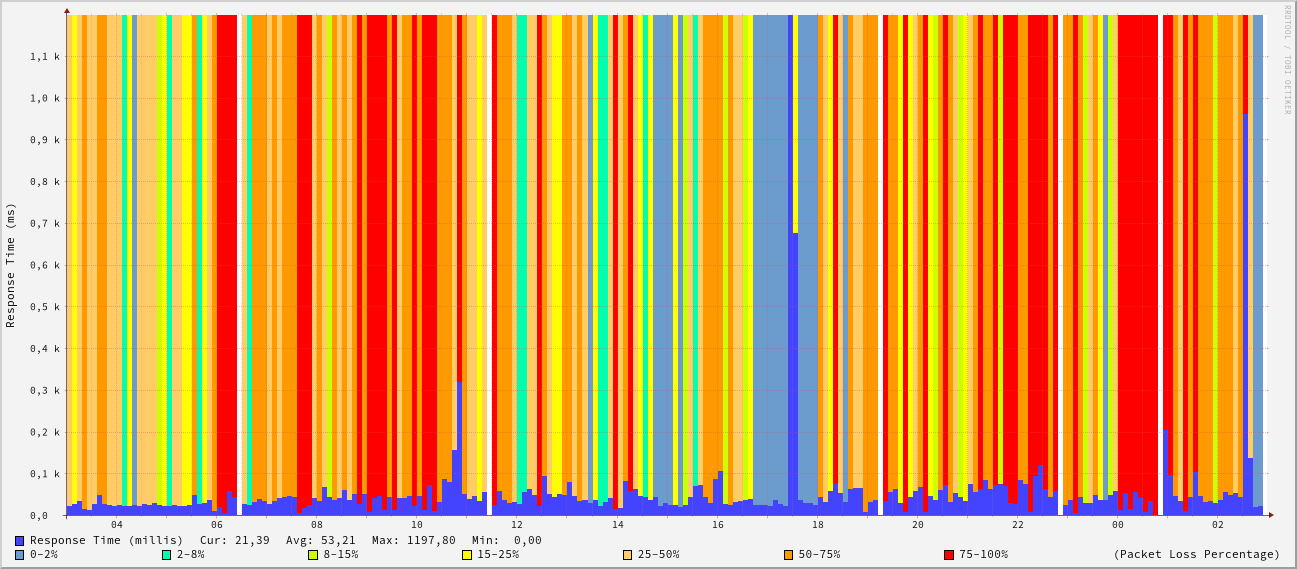 RRDTOOL / TOBI OETIKER
Response Time (ms)
1,1 k
1,0 k
0,9 k
0,8 k
0,7 k
0,6 k
0,5 k
0,4 k
0,3 k
0,2 k
0,1 k
0,0
04 06 08 10 12 14 16 18 20 22 00 02
Response Time (millis) Cur: 21,39 Avg: 53,21 Max: 1197,80 Min: 0,00
0-2% 2-8% 8-15% 15-25% 25-50% 50-75% 75-100% (Packet Loss Percentage)